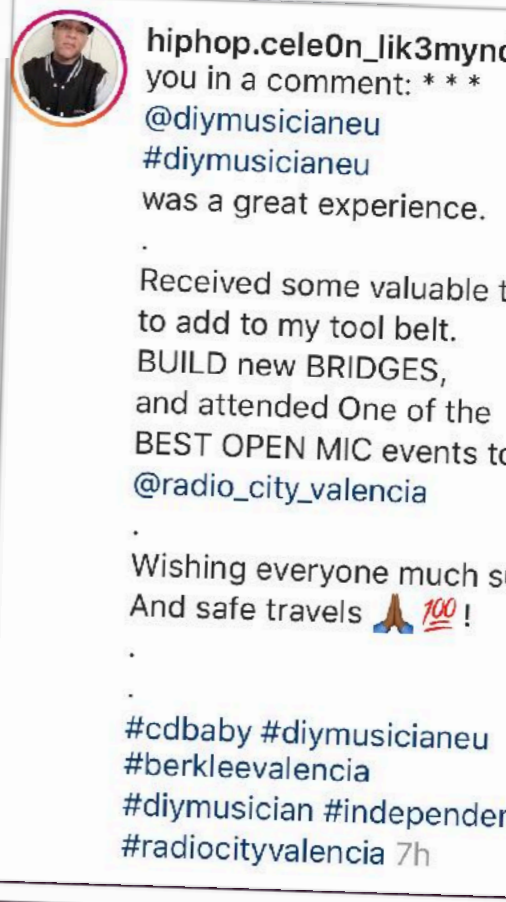 hiphop.cele0n_lik3myn
you in a comment: * * *
@diymusicianeu
#diymusicianeu
was a great experience.
.
Received some valuable
to add to my tool belt.
BUILD new BRIDGES,
and attended One of the
BEST OPEN MIC events
@radio_city_valencia
.
Wishing everyone much
And safe travels 🙏🏾 💯 !
.
.
#cdbaby #diymusicianeu
#berkleevalencia
#diymusician #independen
#radiocityvalencia 7h